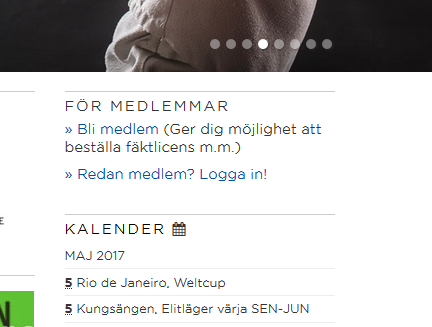 FÖR MEDLEMMAR
» Bli medlem (Ger dig möjlighet att
beställa fäktlicens m.m.)
» Redan medlem? Logga in!
KALENDER
MAJ 2017
5 Rio de Janeiro, Weltcup
5 Kungsängen, Elitläger värja SEN-JUN
E
N